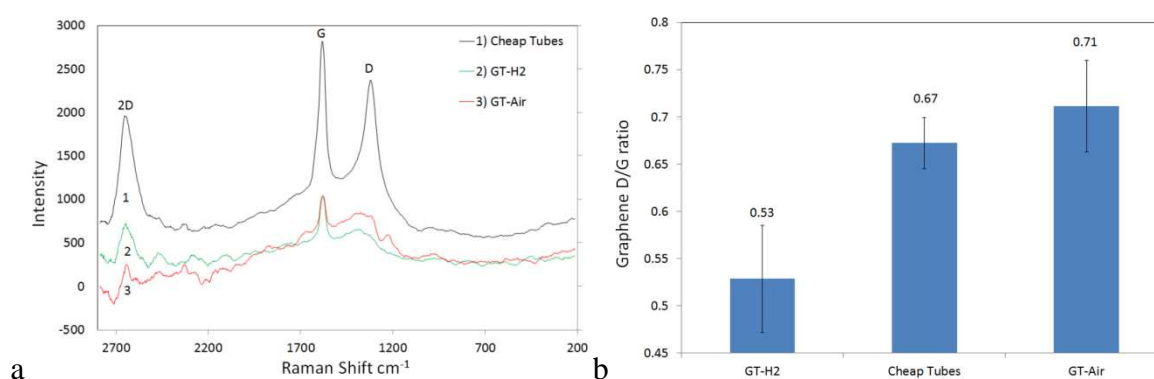 a
3000
2500
2000
1500
1000
500
0
-500
Intensity
2D
G
D
1
2
3
1) Cheap Tubes
2) GT-H2
3) GT-Air
2700 2200 1700 1200 700 200
Raman Shift cm⁻¹
b
0.8
0.75
0.7
0.65
0.6
0.55
0.5
0.45
Graphene D/G ratio
0.53
0.67
0.71
GT-H2 Cheap Tubes GT-Air